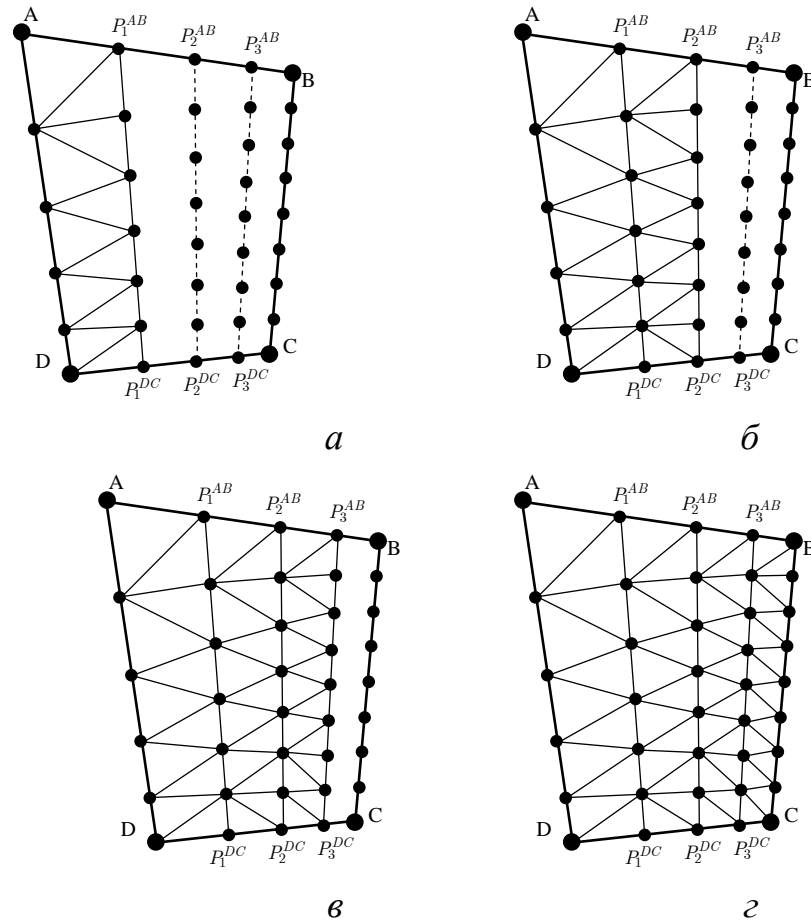 A $P_1^{AB}$ $P_2^{AB}$ $P_3^{AB}$ B
D $P_1^{DC}$ $P_2^{DC}$ $P_3^{DC}$ C
а
A $P_1^{AB}$ $P_2^{AB}$ $P_3^{AB}$ B
D $P_1^{DC}$ $P_2^{DC}$ $P_3^{DC}$ C
б
A $P_1^{AB}$ $P_2^{AB}$ $P_3^{AB}$ B
D $P_1^{DC}$ $P_2^{DC}$ $P_3^{DC}$ C
в
A $P_1^{AB}$ $P_2^{AB}$ $P_3^{AB}$ B
D $P_1^{DC}$ $P_2^{DC}$ $P_3^{DC}$ C
г